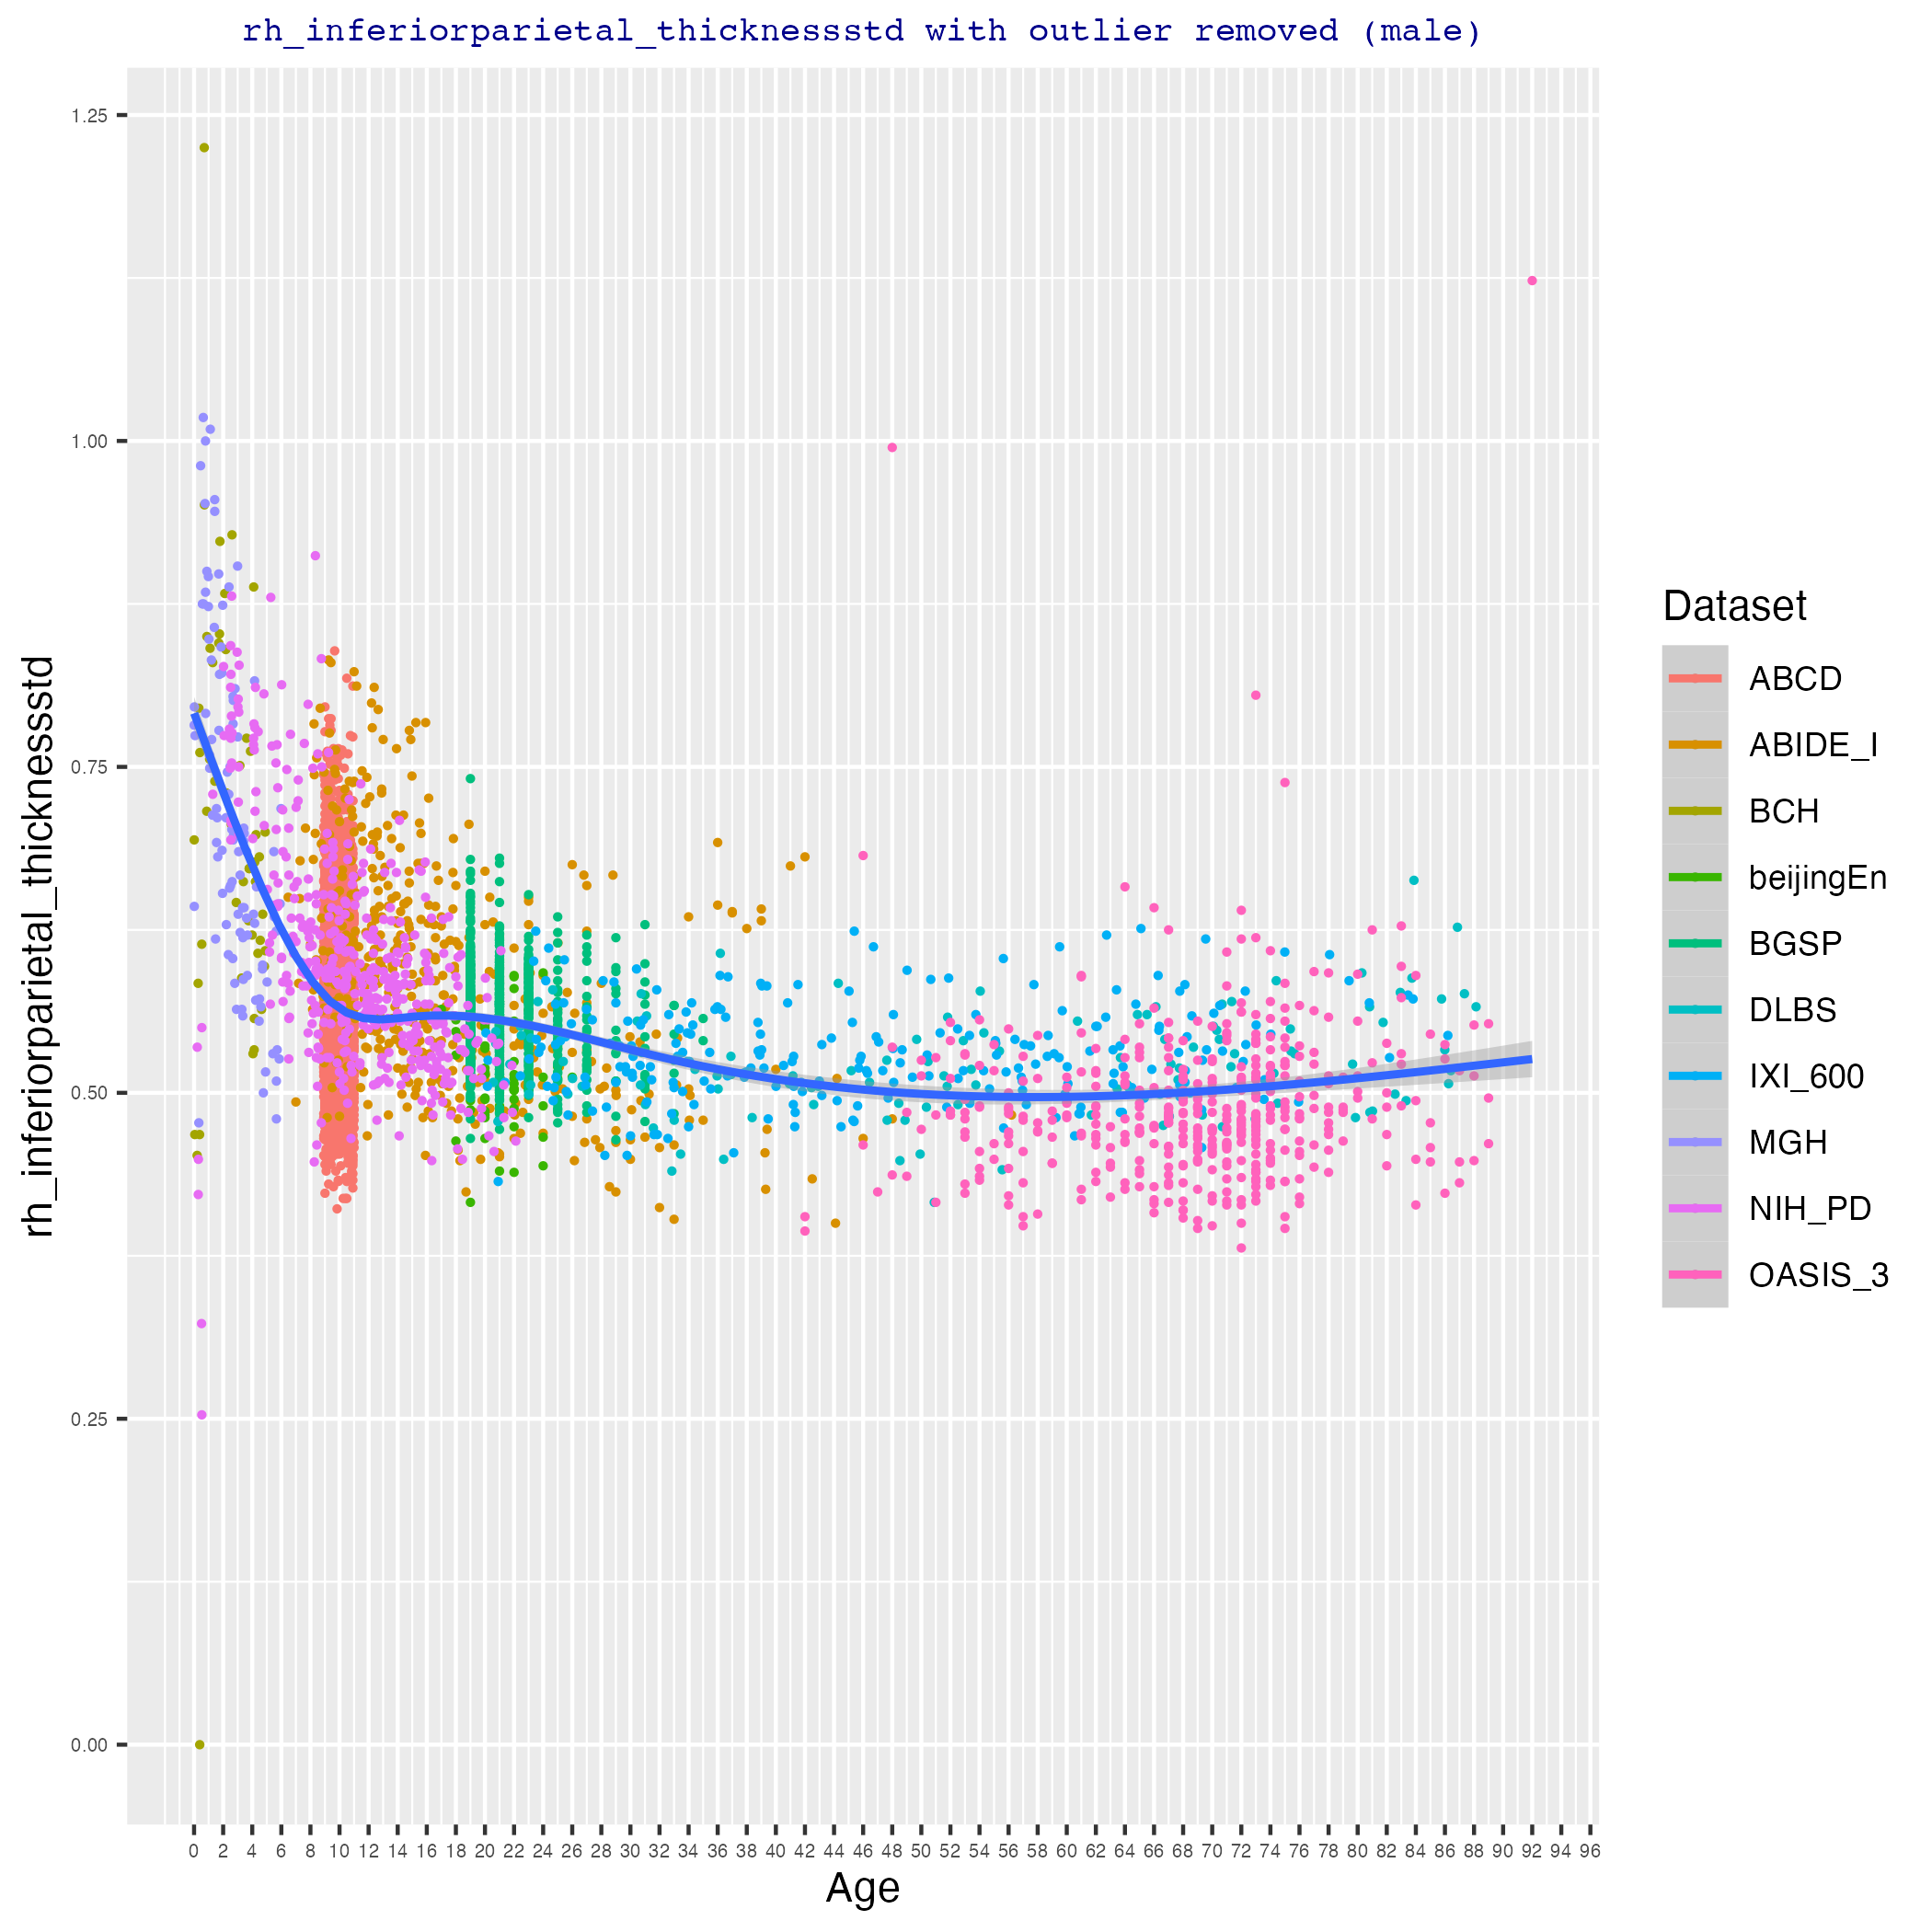 rh_inferiorparietal_thicknessstd with outlier removed (male)
rh_inferiorparietal_thicknessstd
1.25
1.00
0.75
0.50
0.25
0.00
0 2 4 6 8 10 12 14 16 18 20 22 24 26 28 30 32 34 36 38 40 42 44 46 48 50 52 54 56 58 60 62 64 66 68 70 72 74 76 78 80 82 84 86 88 90 92 94 96
Age
Dataset
ABCD
ABIDE_I
BCH
beijingEn
BGSP
DLBS
IXI_600
MGH
NIH_PD
OASIS_3